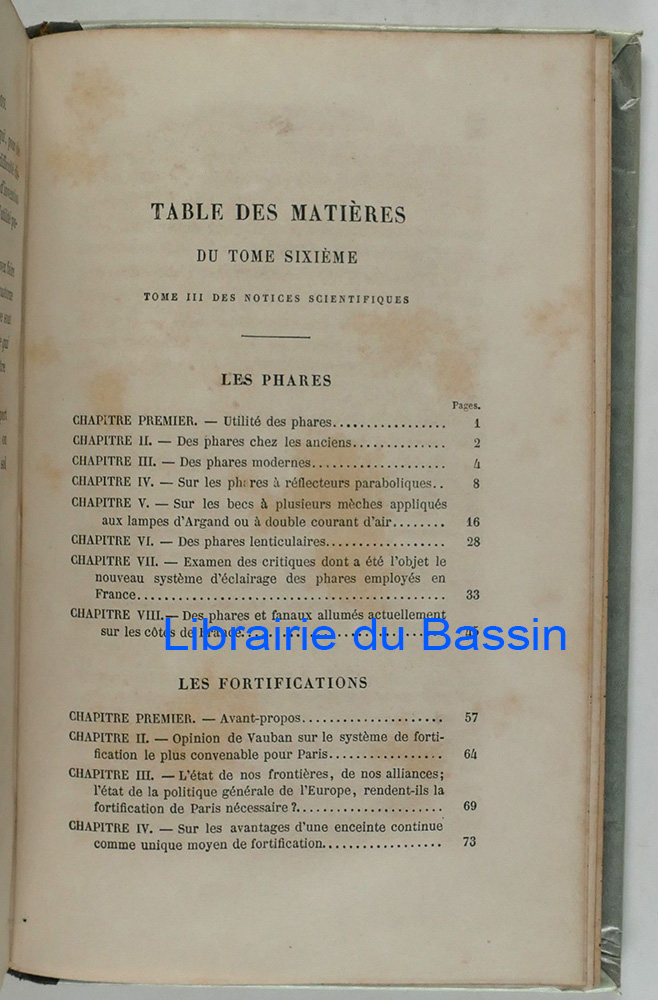 TABLE DES MATIÈRES
DU TOME SIXIÈME
TOME III DES NOTICES SCIENTIFIQUES
LES PHARES
Pages.
CHAPITRE PREMIER. — Utilité des phares................. 1
CHAPITRE II. — Des phares chez les anciens............. 2
CHAPITRE III. — Des phares modernes.................... 4
CHAPITRE IV. — Sur les phares à réflecteurs paraboliques.. 8
CHAPITRE V. — Sur les becs à plusieurs mèches appliqués
aux lampes d'Argand ou à double courant d'air........ 16
CHAPITRE VI. — Des phares lenticulaires.................. 28
CHAPITRE VII. — Examen des critiques dont a été l'objet le
nouveau système d'éclairage des phares employés en
France............................................. 33
CHAPITRE VIII. — Des phares et fanaux allumés actuellement
sur les côtes de France
Librairie du Bassin
LES FORTIFICATIONS
CHAPITRE PREMIER. — Avant-propos..................... 57
CHAPITRE II. — Opinion de Vauban sur le système de forti-
fication le plus convenable pour Paris................. 64
CHAPITRE III. — L'état de nos frontières, de nos alliances;
l'état de la politique générale de l'Europe, rendent-ils la
fortification de Paris nécessaire?...................... 69
CHAPITRE IV. — Sur les avantages d'une enceinte continue
comme unique moyen de fortification.................. 73